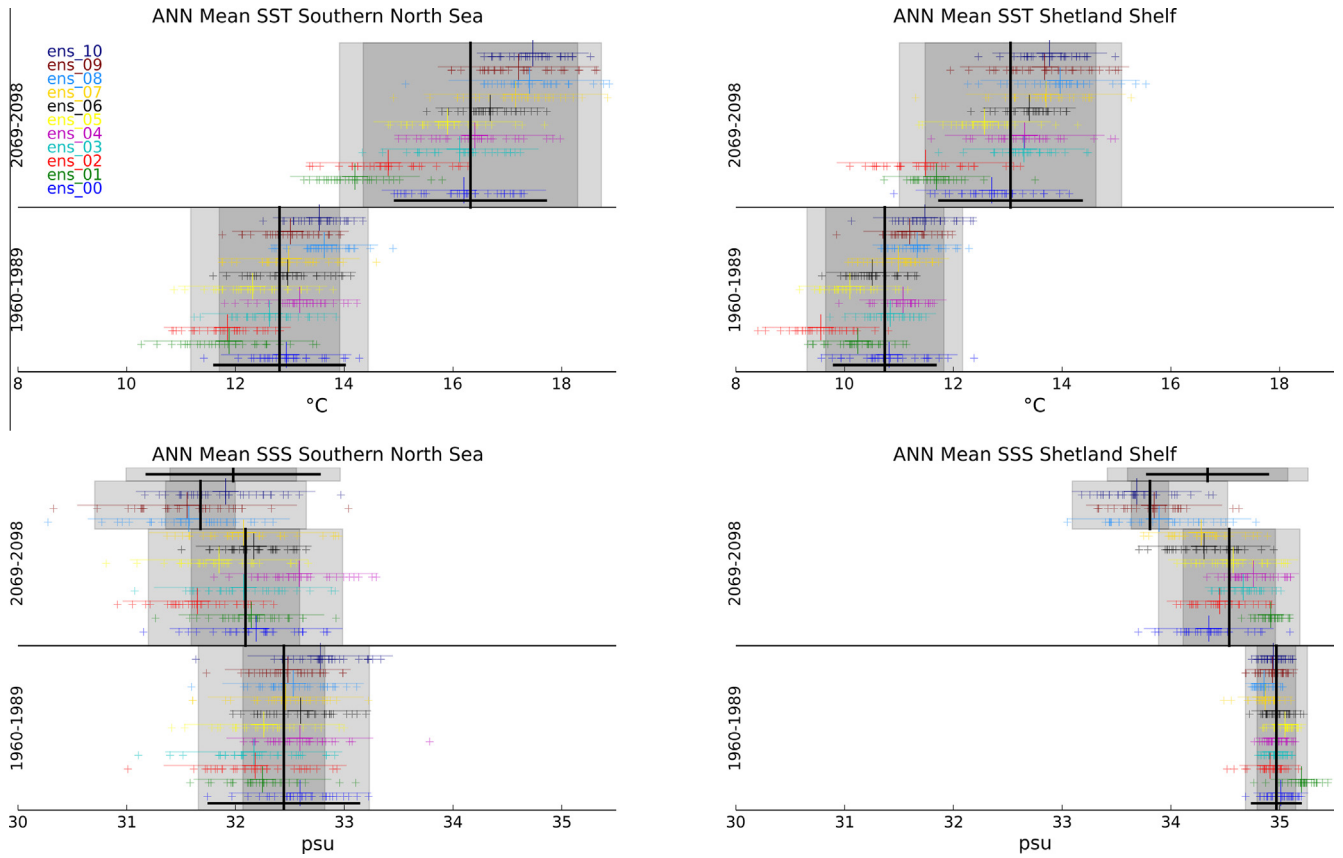 ANN Mean SST Southern North Sea
ens_10
ens_09
ens_08
ens_07
ens_06
ens_05
ens_04
ens_03
ens_02
ens_01
ens_00
2069-2098
1960-1989
8 10 12 14 16 18
°C
ANN Mean SST Shetland Shelf
2069-2098
1960-1989
8 10 12 14 16 18
°C
ANN Mean SSS Southern North Sea
2069-2098
1960-1989
30 31 32 33 34 35
psu
ANN Mean SSS Shetland Shelf
2069-2098
1960-1989
30 31 32 33 34 35
psu